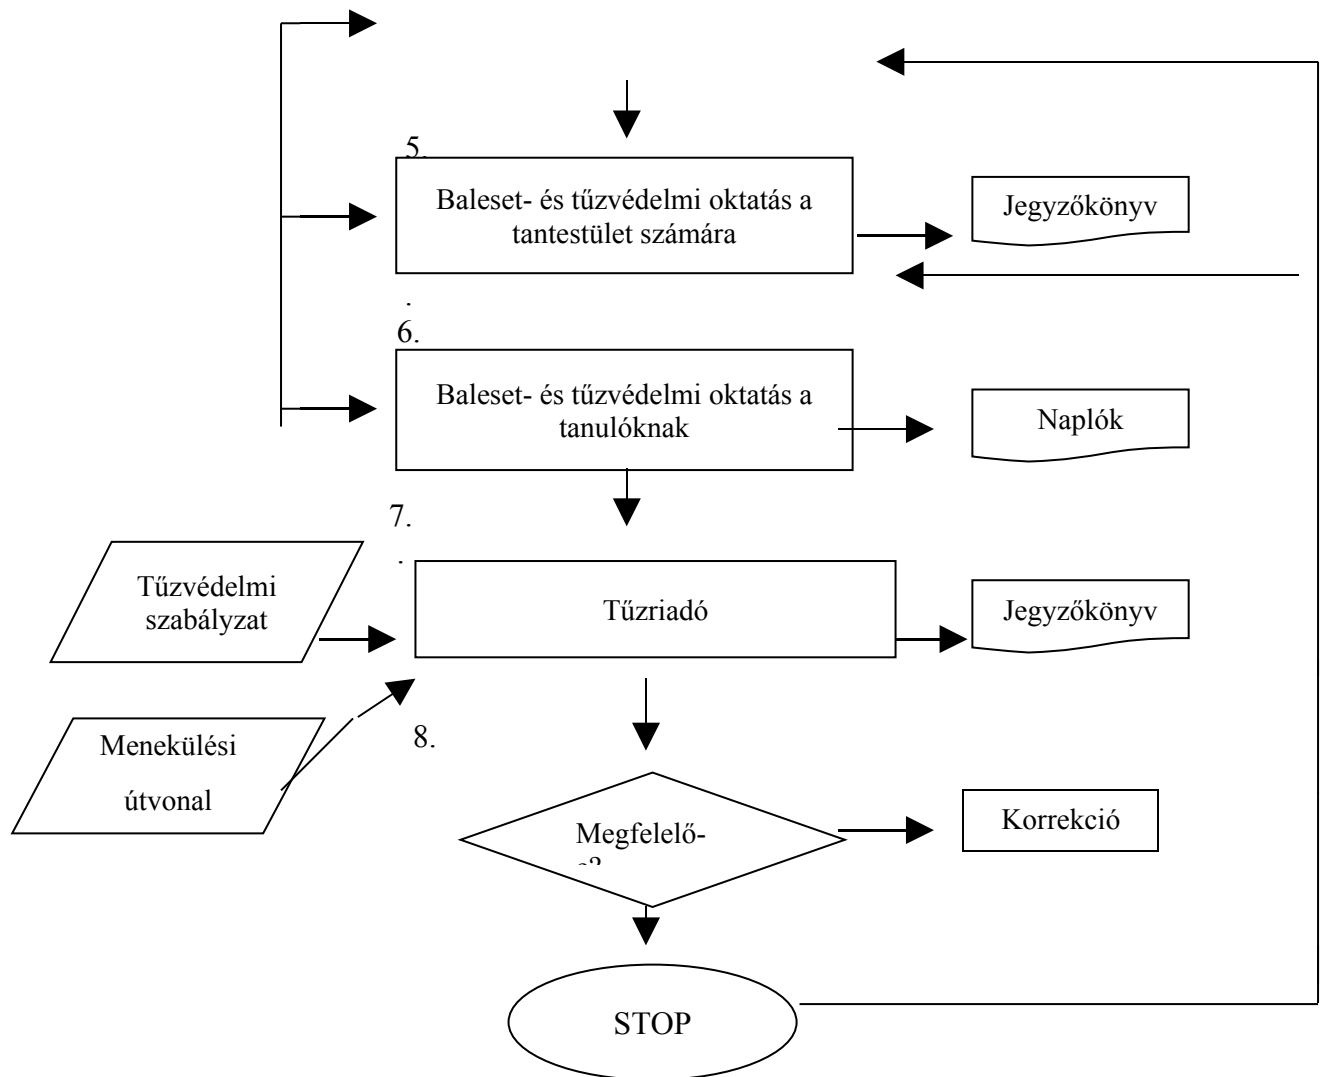 5.
Baleset- és tűzvédelmi oktatás a
tantestület számára
Jegyzőkönyv
.
6.
Baleset- és tűzvédelmi oktatás a
tanulóknak
Naplók
7.
.
Tűzvédelmi
szabályzat
Tűzriadó
Jegyzőkönyv
Menekülési
útvonal
8.
Megfelelő-
Korrekció
STOP